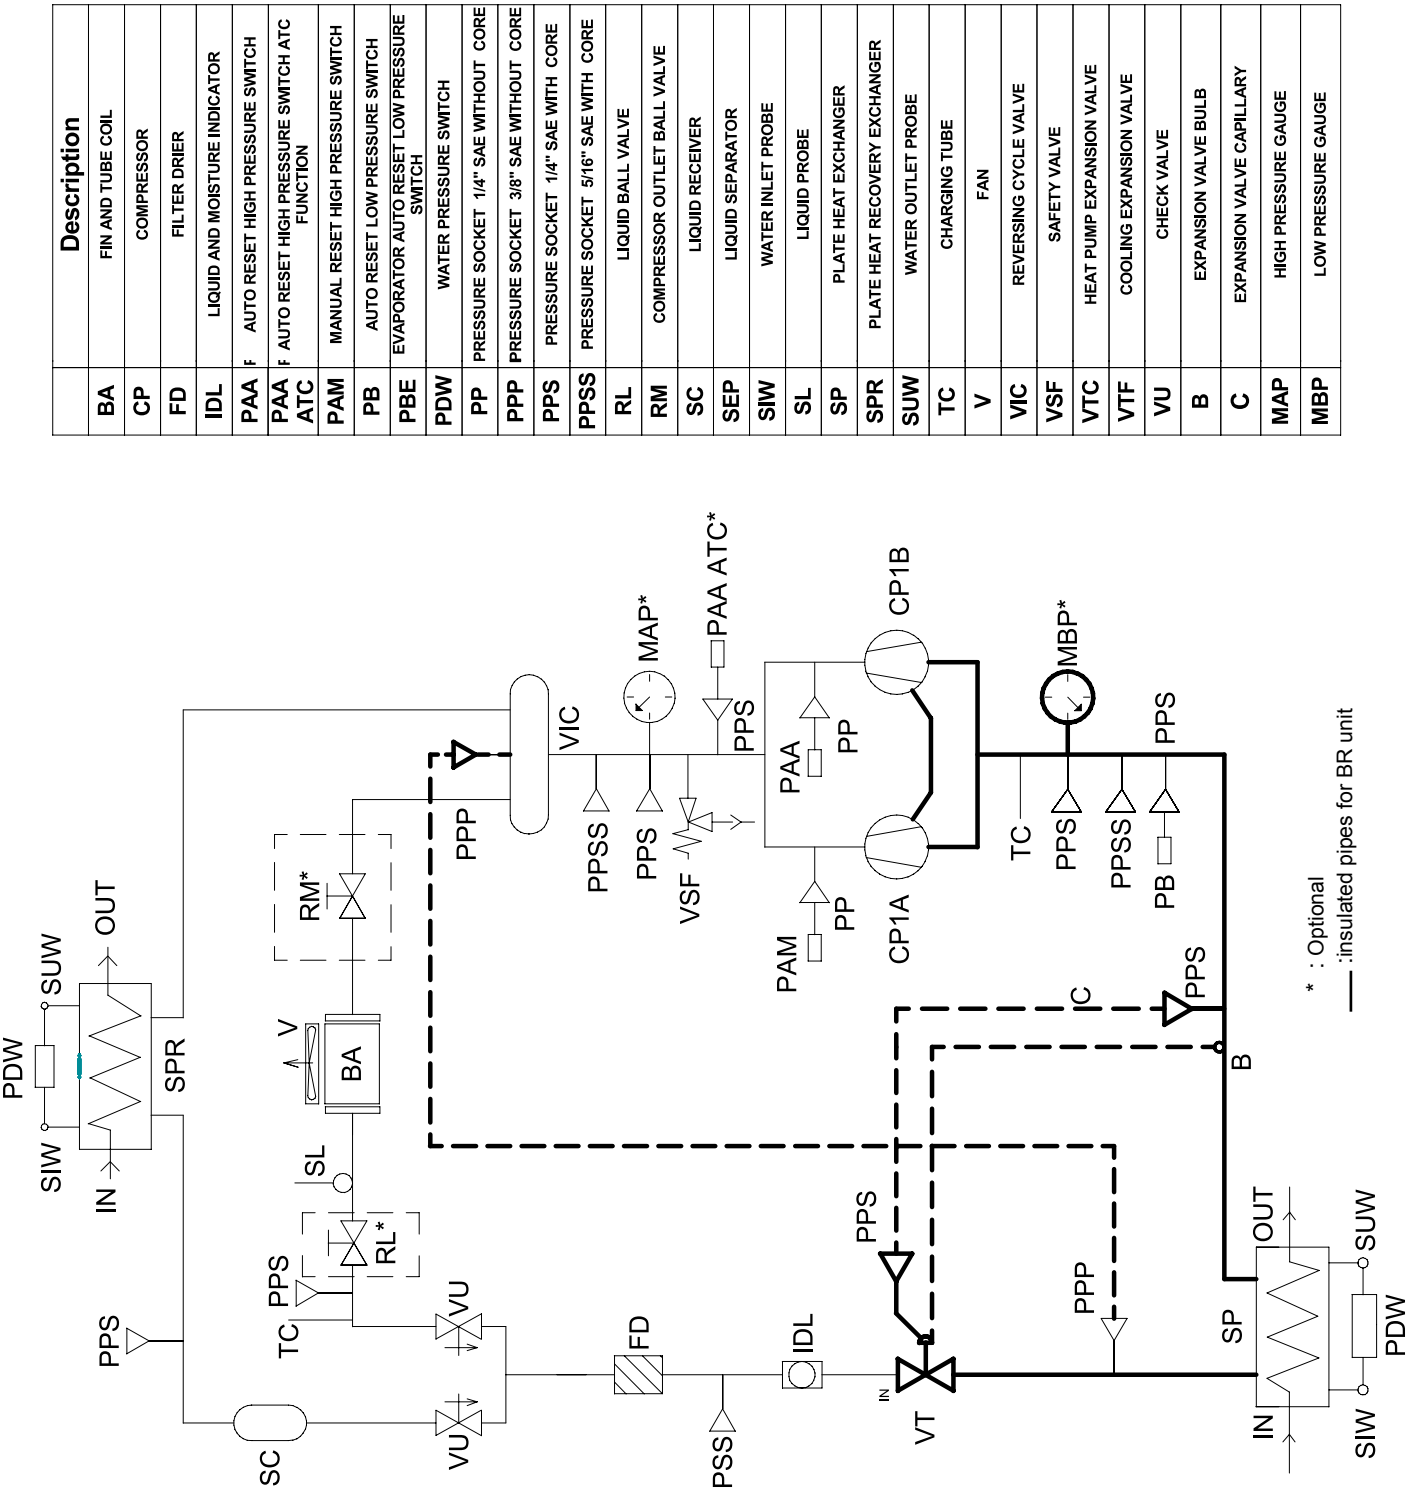 Description
BA FIN AND TUBE COIL
CP COMPRESSOR
FD FILTER DRIER
IDL LIQUID AND MOISTURE INDICATOR
PAA AUTO RESET HIGH PRESSURE SWITCH
PAA ATC AUTO RESET HIGH PRESSURE SWITCH ATC
FUNCTION
PAM MANUAL RESET HIGH PRESSURE SWITCH
PB AUTO RESET LOW PRESSURE SWITCH
PBE EVAPORATOR AUTO RESET LOW PRESSURE
SWITCH
PDW WATER PRESSURE SWITCH
PP PRESSURE SOCKET 1/4" SAE WITHOUT CORE
PPP PRESSURE SOCKET 3/8" SAE WITHOUT CORE
PPS PRESSURE SOCKET 1/4" SAE WITH CORE
PPSS PRESSURE SOCKET 5/16" SAE WITH CORE
RL LIQUID BALL VALVE
RM COMPRESSOR OUTLET BALL VALVE
SC LIQUID RECEIVER
SEP LIQUID SEPARATOR
SIW WATER INLET PROBE
SL LIQUID PROBE
SP PLATE HEAT EXCHANGER
SPR PLATE HEAT RECOVERY EXCHANGER
SUW WATER OUTLET PROBE
TC CHARGING TUBE
V FAN
VIC REVERSING CYCLE VALVE
VSF SAFETY VALVE
VTC HEAT PUMP EXPANSION VALVE
VTF COOLING EXPANSION VALVE
VU CHECK VALVE
B EXPANSION VALVE BULB
C EXPANSION VALVE CAPILLARY
MAP HIGH PRESSURE GAUGE
MBP LOW PRESSURE GAUGE
PDW
SIW
SUW
IN
OUT
SPR
PPS
SC
VU
VU
TC
PPS
RL*
SL
V
BA
RM*
PPP
VIC
PPSS
MAP*
PPS
VSF
PAA ATC*
PPS
PAA
PP
PAM
PP
CP1A
CP1B
TC
MBP*
PPS
PPSS
PPS
PB
PPS
C
B
PPS
FD
PSS
IDL
IN
VT
PPP
SP
IN
OUT
SIW
SUW
PDW
* : Optional
:insulated pipes for BR unit